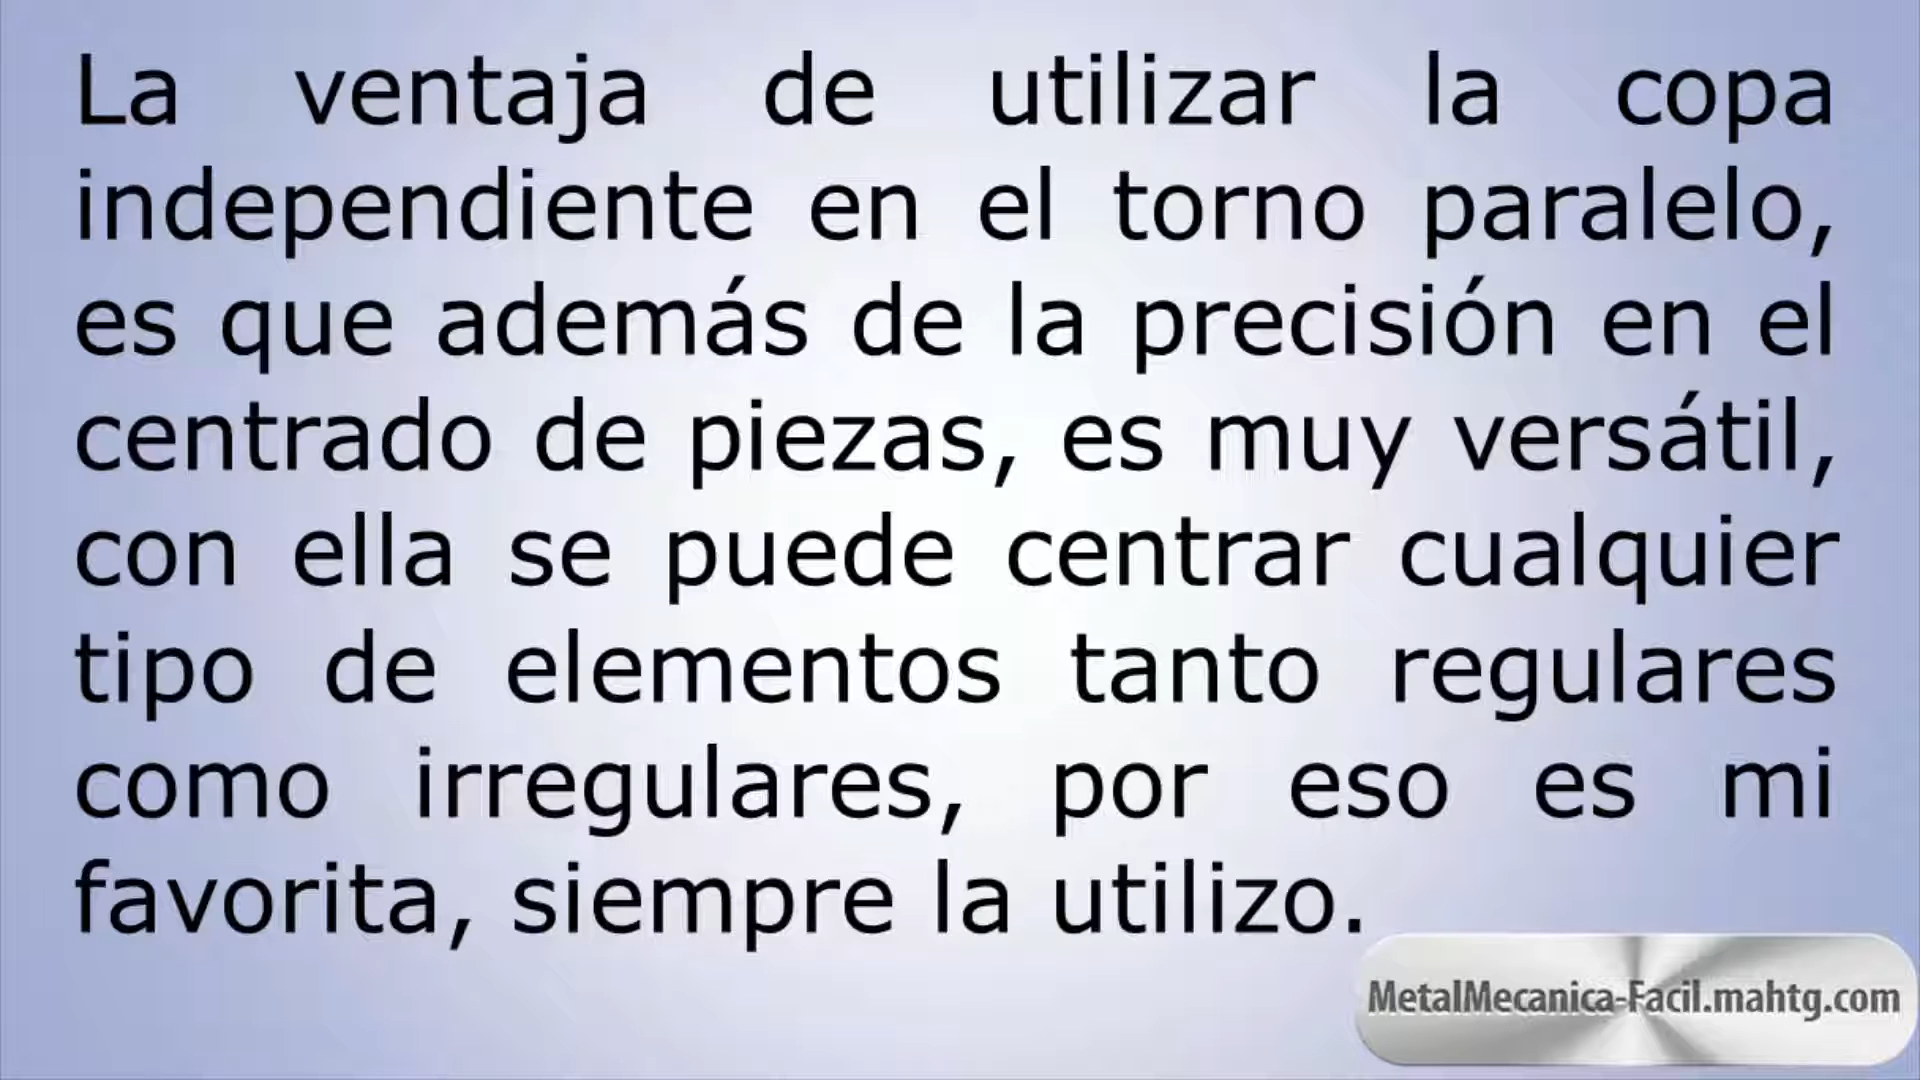 La ventaja de utilizar la copa
independiente en el torno paralelo,
es que además de la precisión en el
centrado de piezas, es muy versátil,
con ella se puede centrar cualquier
tipo de elementos tanto regulares
como irregulares, por eso es mi
favorita, siempre la utilizo.
MetalMecanica-Facil.mahtg.com